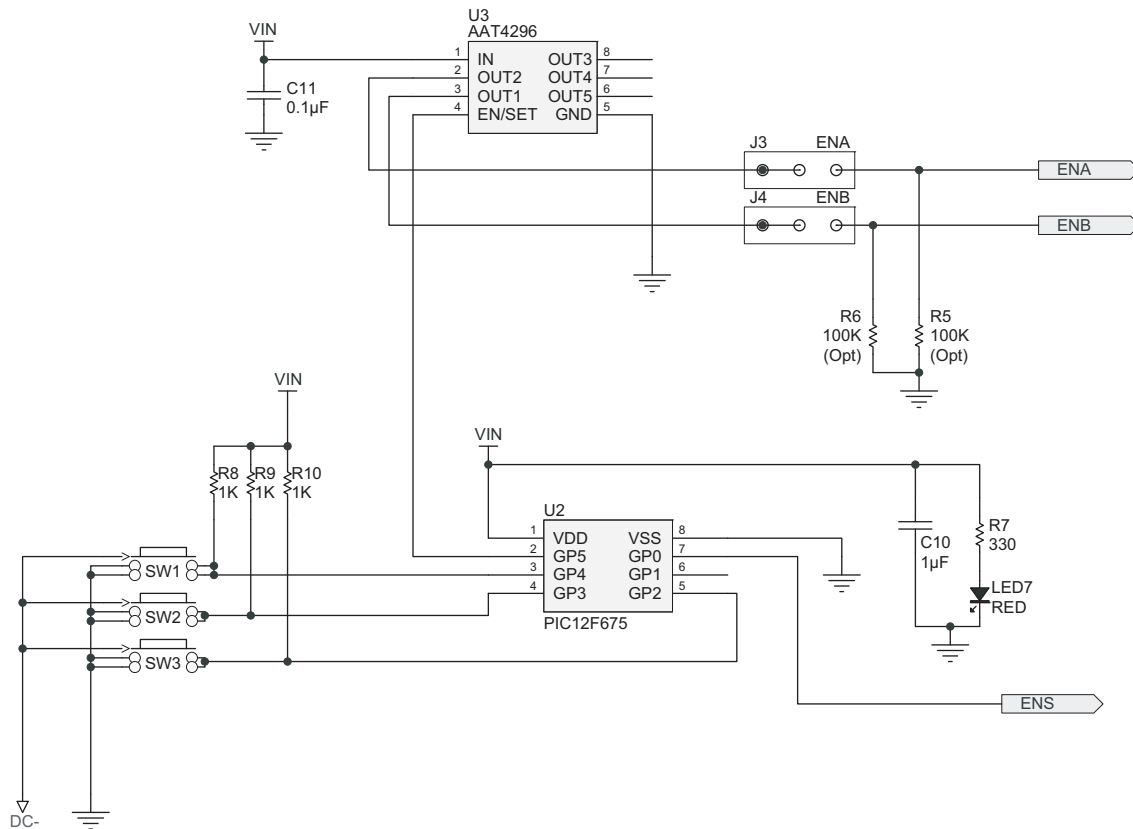 U3
AAT4296
VIN
1 IN OUT3 8
2 OUT2 OUT4 7
3 OUT1 OUT5 6
4 EN/SET GND 5
C11
0.1µF
J3 ENA
ENA
J4 ENB
ENB
R6
100K
(Opt)
R5
100K
(Opt)
VIN
R8
1K
R9
1K
R10
1K
VIN
U2
1 VDD VSS 8
2 GP5 GP0 7
3 GP4 GP1 6
4 GP3 GP2 5
PIC12F675
C10
1µF
R7
330
LED7
RED
SW1
SW2
SW3
ENS
DC-